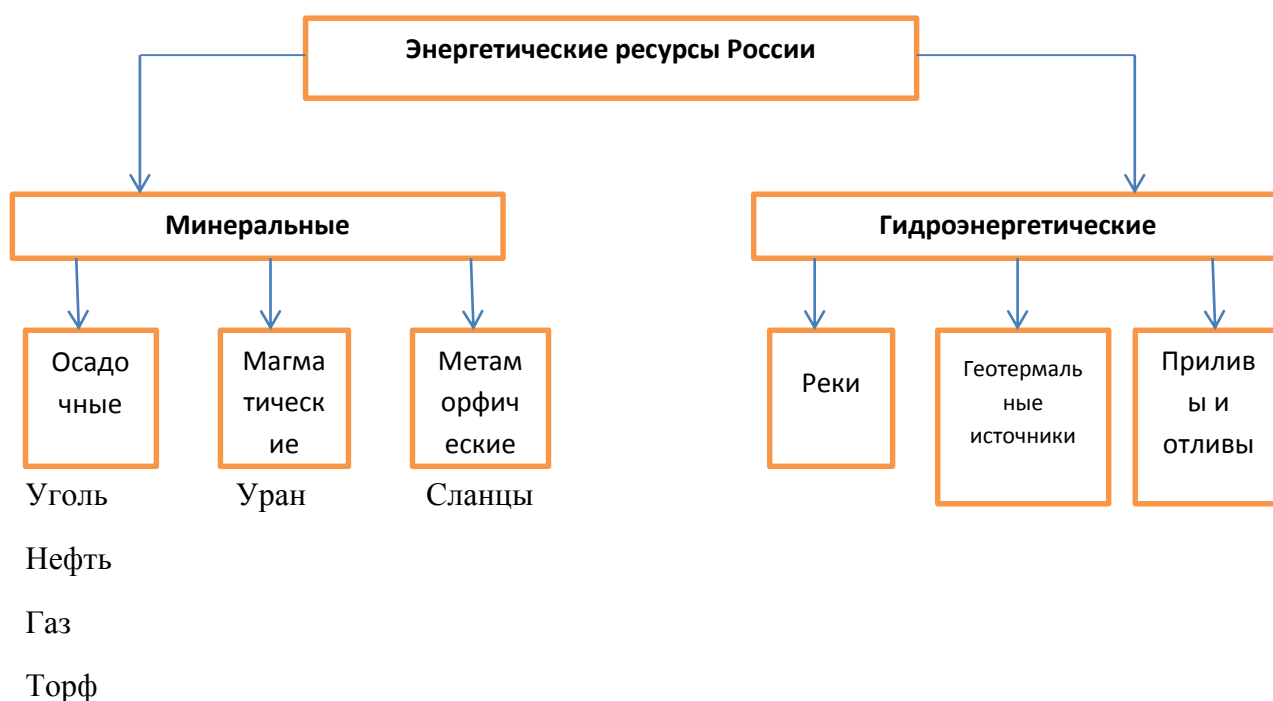 Энергетические ресурсы России
Минеральные
Гидроэнергетические
Осадо
чные
Магма
тическ
ие
Метам
орфич
еские
Реки
Геотермаль
ные
источники
Прилив
ы и
отливы
Уголь
Уран
Сланцы
Нефть
Газ
Торф